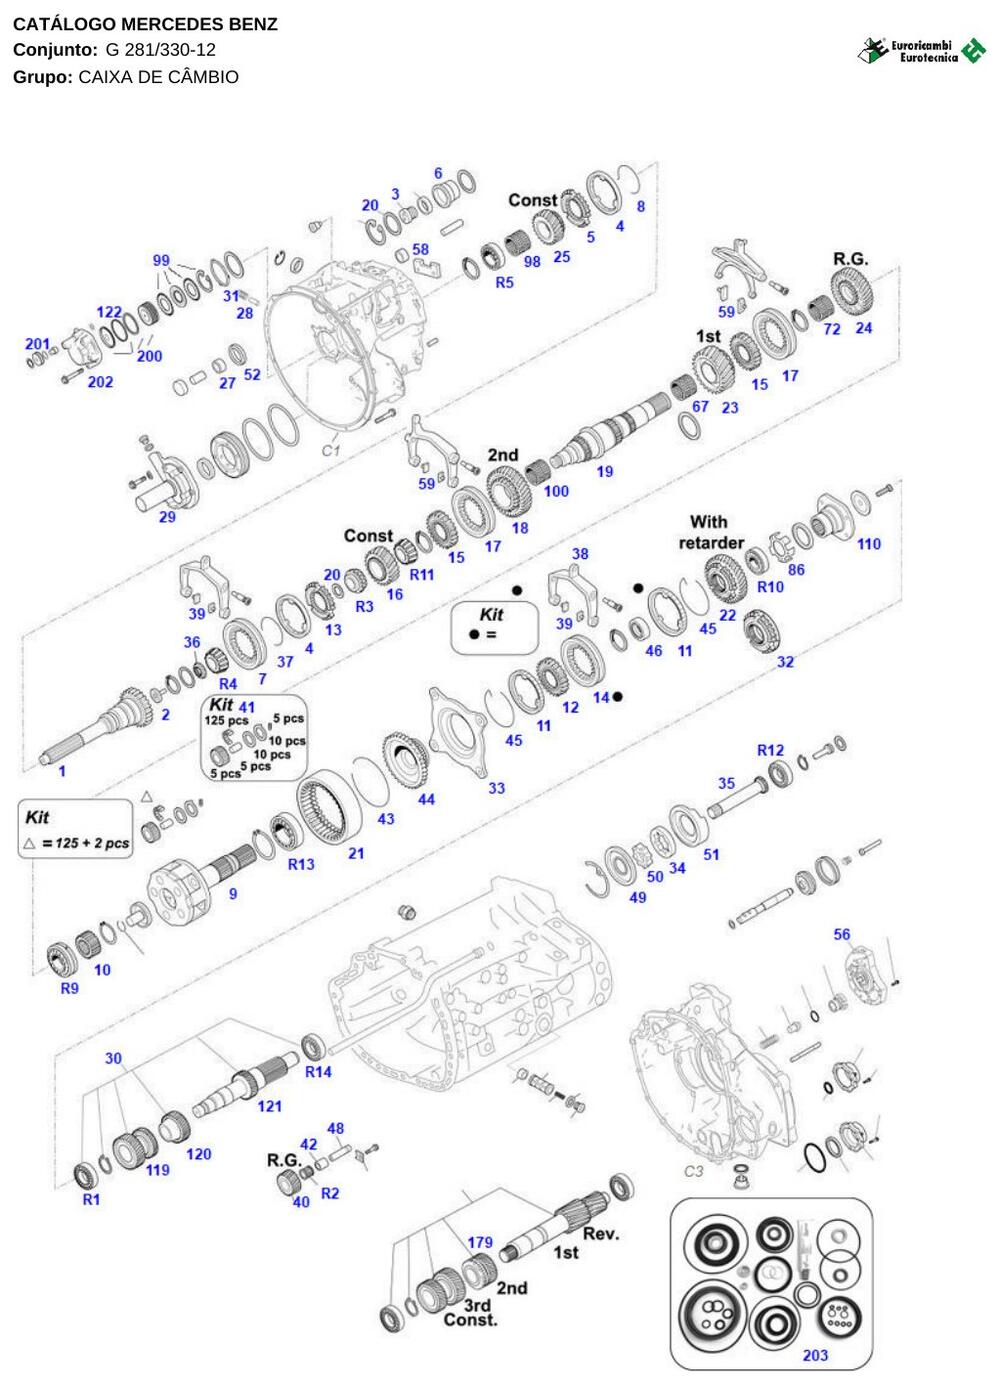 CATÁLOGO MERCEDES BENZ
Conjunto: G 281/330-12
Grupo: CAIXA DE CÂMBIO
Euroricambi
Eurotecnica
6
3
20
Const
8
4
5
25
98
R5
58
99
31
28
122
200
201
202
27
52
R.G.
59
72
24
1st
17
15
23
67
C1
19
59
2nd
100
18
17
29
Const
15
R11
16
R3
20
13
4
39
36
37
7
R4
2
1
With
retarder
110
86
R10
22
38
Kit
● =
39
45
11
46
32
14
12
11
45
33
Kit 41
125 pcs
5 pcs
10 pcs
10 pcs
5 pcs
5 pcs
44
43
21
R13
9
Kit
△ = 125 + 2 pcs
10
R9
R12
35
51
34
50
49
56
30
R14
121
120
119
R1
48
42
R.G.
R2
40
C3
179
Rev.
1st
2nd
3rd
Const.
203